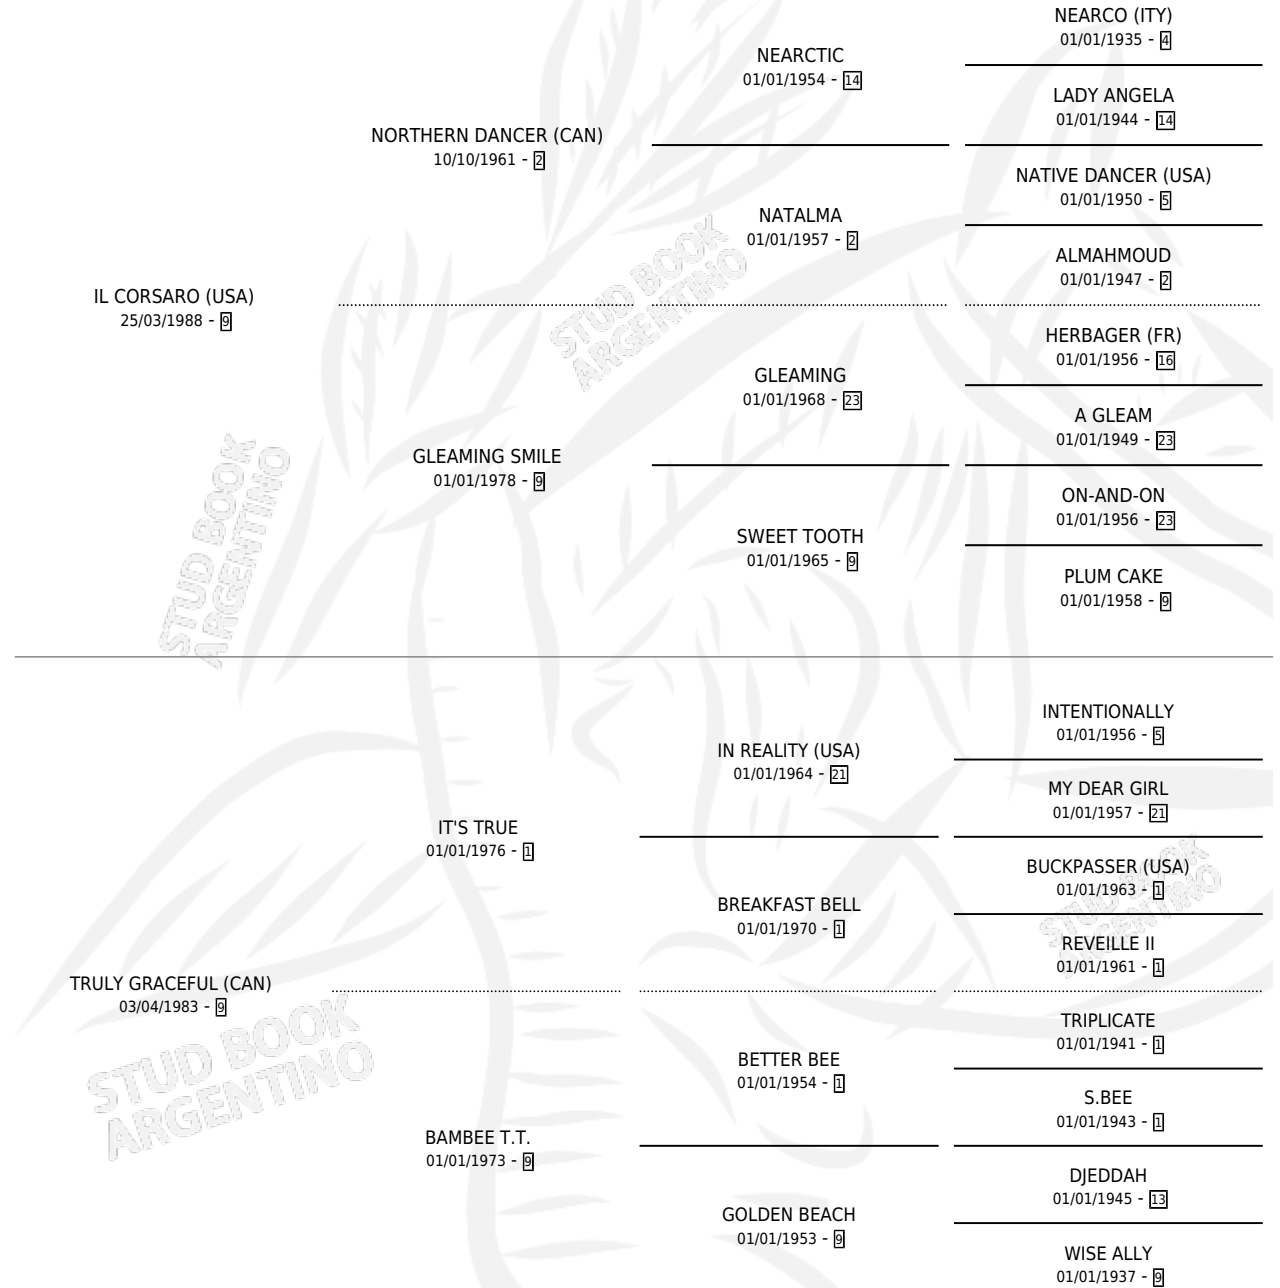 NEARCO (ITY)
01/01/1935 - 4
NEARCTIC
01/01/1954 - 14
LADY ANGELA
01/01/1944 - 14
NORTHERN DANCER (CAN)
10/10/1961 - 2
NATIVE DANCER (USA)
01/01/1950 - 5
NATALMA
01/01/1957 - 2
ALMAHMOUD
01/01/1947 - 2
IL CORSARO (USA)
25/03/1988 - 9
STUD BOOK
ARGENTINO
HERBAGER (FR)
01/01/1956 - 16
GLEAMING
01/01/1968 - 23
A GLEAM
01/01/1949 - 23
GLEAMING SMILE
01/01/1978 - 9
ON-AND-ON
01/01/1956 - 23
SWEET TOOTH
01/01/1965 - 9
PLUM CAKE
01/01/1958 - 9
STUD BOOK
ARGENTINO
INTENTIONALLY
01/01/1956 - 5
IN REALITY (USA)
01/01/1964 - 21
MY DEAR GIRL
01/01/1957 - 21
IT'S TRUE
01/01/1976 - 1
BUCKPASSER (USA)
01/01/1963 - 1
BREAKFAST BELL
01/01/1970 - 1
REVEILLE II
01/01/1961 - 1
STUD BOOK
ARGENTINO
TRULY GRACEFUL (CAN)
03/04/1983 - 9
TRIPLICATE
01/01/1941 - 1
BETTER BEE
01/01/1954 - 1
S.BEE
01/01/1943 - 1
STUD BOOK
ARGENTINO
BAMBEE T.T.
01/01/1973 - 9
DJEDDAH
01/01/1945 - 13
GOLDEN BEACH
01/01/1953 - 9
WISE ALLY
01/01/1937 - 9